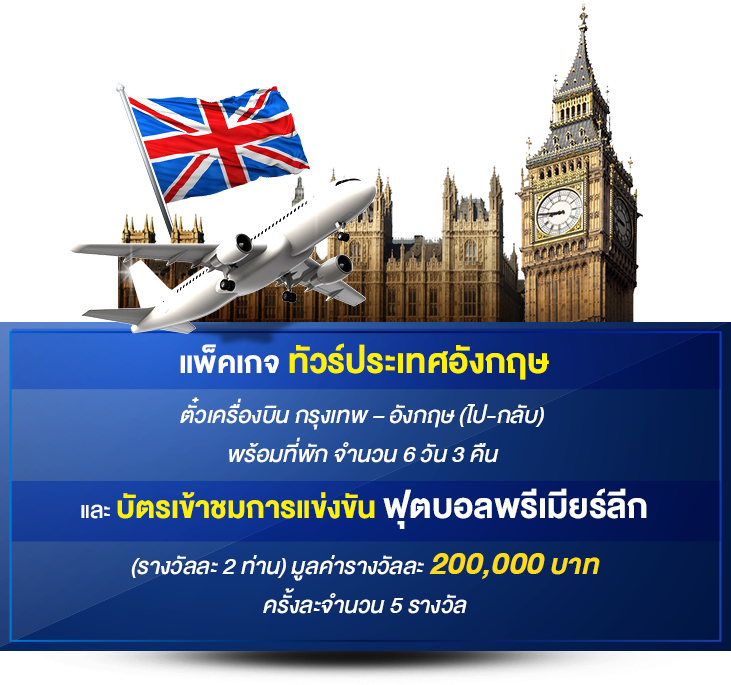 แพ็คเกจ ทัวร์ประเทศอังกฤษ
ตั๋วเครื่องบิน กรุงเทพ – อังกฤษ (ไป-กลับ)
พร้อมที่พัก จำนวน 6 วัน 3 คืน
และ บัตรเข้าชมการแข่งขัน ฟุตบอลพรีเมียร์ลีก
(รางวัลละ 2 ท่าน) มูลค่ารางวัลละ 200,000 บาท
ครั้งละจำนวน 5 รางวัล